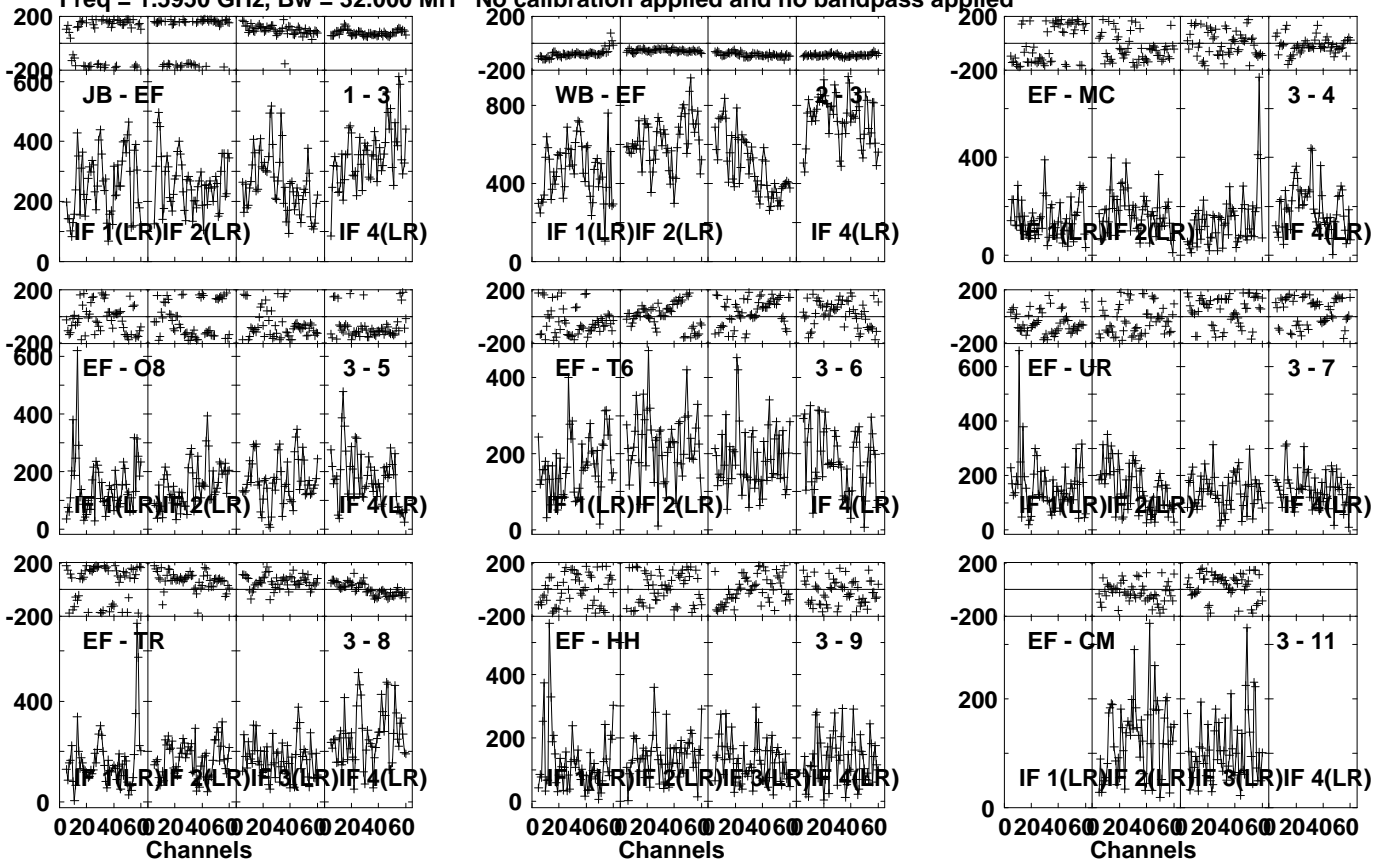 Freq = 1.5950 GHz, Bw = 32.000 MH No calibration applied and no bandpass applied
200
-200
600
400
200
0
JB - EF 1 - 3
IF 1(LR) IF 2(LR) IF 4(LR)
200
-200
800
600
400
0
WB - EF 2 - 3
IF 1(LR) IF 2(LR) IF 4(LR)
200
-200
400
0
EF - MC 3 - 4
IF 1(LR) IF 2(LR) IF 4(LR)
200
-200
600
400
200
0
EF - O8 3 - 5
IF 1(LR) IF 2(LR) IF 4(LR)
200
-200
400
200
0
EF - T6 3 - 6
IF 1(LR) IF 2(LR) IF 4(LR)
200
-200
600
400
200
0
EF - UR 3 - 7
IF 1(LR) IF 2(LR) IF 4(LR)
200
-200
400
0
EF - TR 3 - 8
IF 1(LR) IF 2(LR) IF 3(LR) IF 4(LR)
0 20 40 60 0 20 40 60 0 20 40 60 0 20 40 60
Channels
200
-200
400
200
0
EF - HH 3 - 9
IF 1(LR) IF 2(LR) IF 3(LR) IF 4(LR)
0 20 40 60 0 20 40 60 0 20 40 60 0 20 40 60
Channels
200
-200
200
0
EF - CM 3 - 11
IF 1(LR) IF 2(LR) IF 3(LR) IF 4(LR)
0 20 40 60 0 20 40 60 0 20 40 60 0 20 40 60
Channels